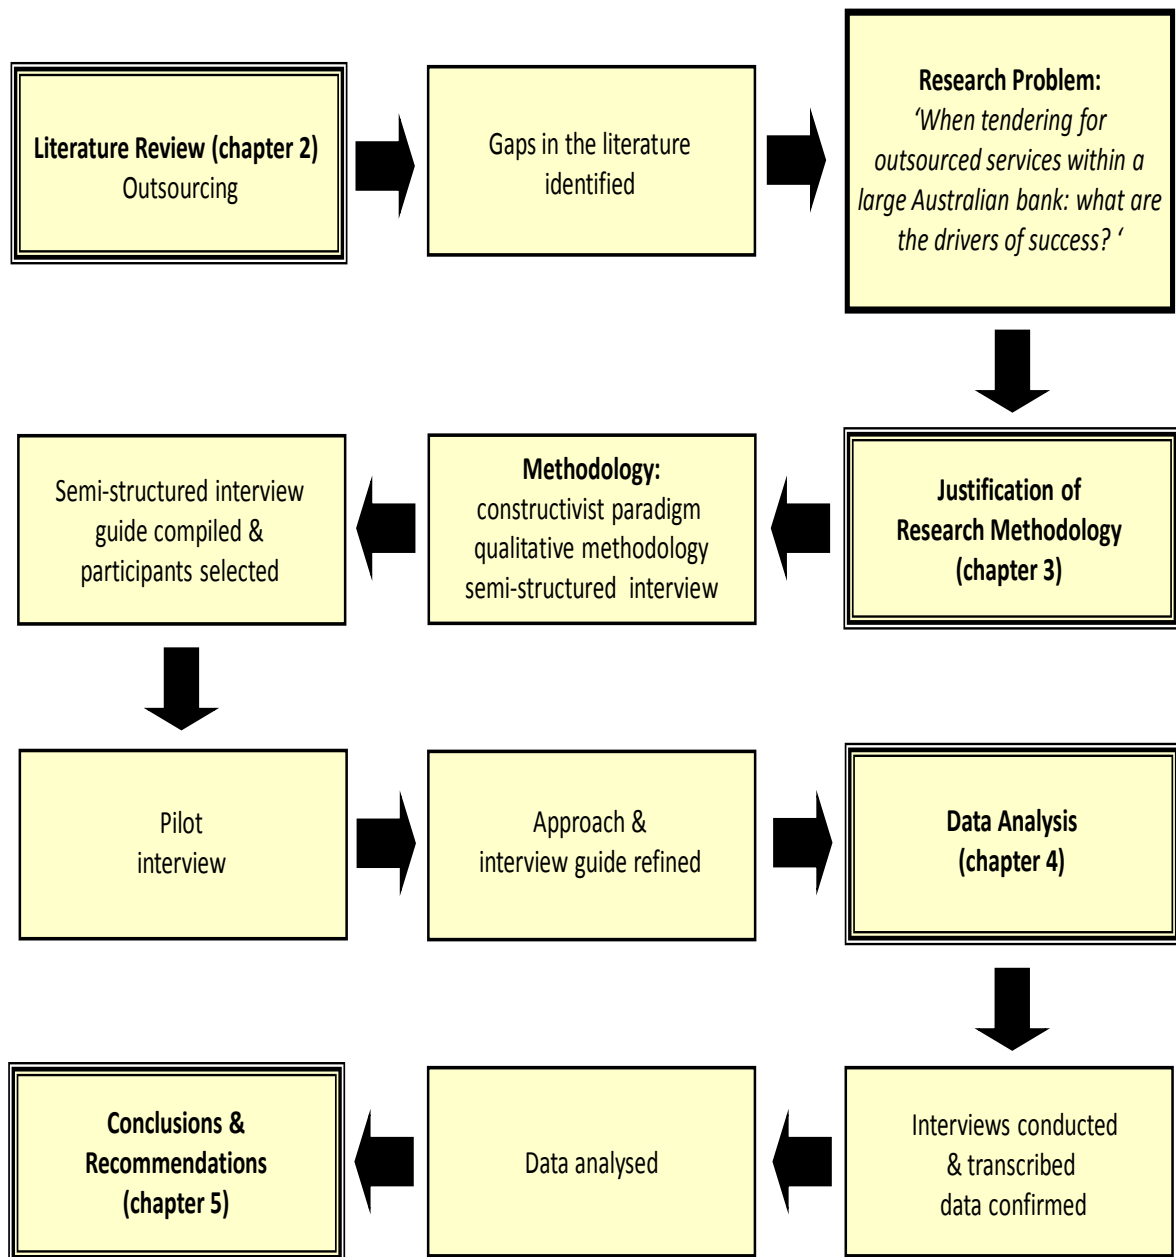 Literature Review (chapter 2)
Outsourcing
Gaps in the literature
identified
Research Problem:
‘When tendering for
outsourced services within a
large Australian bank: what are
the drivers of success? ‘
Justification of
Research Methodology
(chapter 3)
Methodology:
constructivist paradigm
qualitative methodology
semi-structured interview
Semi-structured interview
guide compiled &
participants selected
Pilot
interview
Approach &
interview guide refined
Data Analysis
(chapter 4)
Interviews conducted
& transcribed
data confirmed
Data analysed
Conclusions &
Recommendations
(chapter 5)